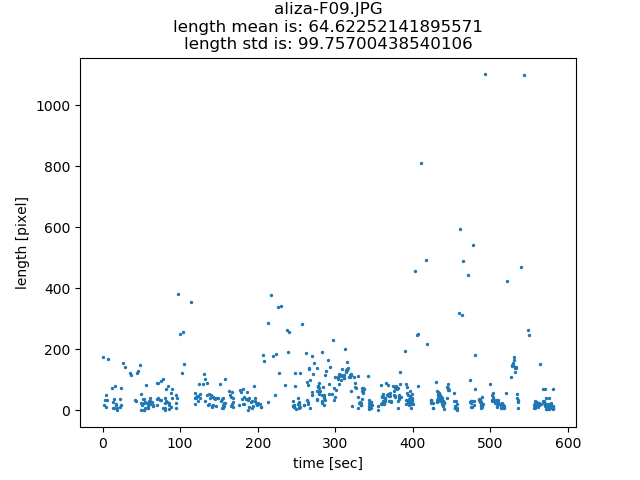 aliza-F09.JPG
length mean is: 64.62252141895571
length std is: 99.75700438540106
1000
800
600
400
200
0
length [pixel]
0 100 200 300 400 500 600
time [sec]